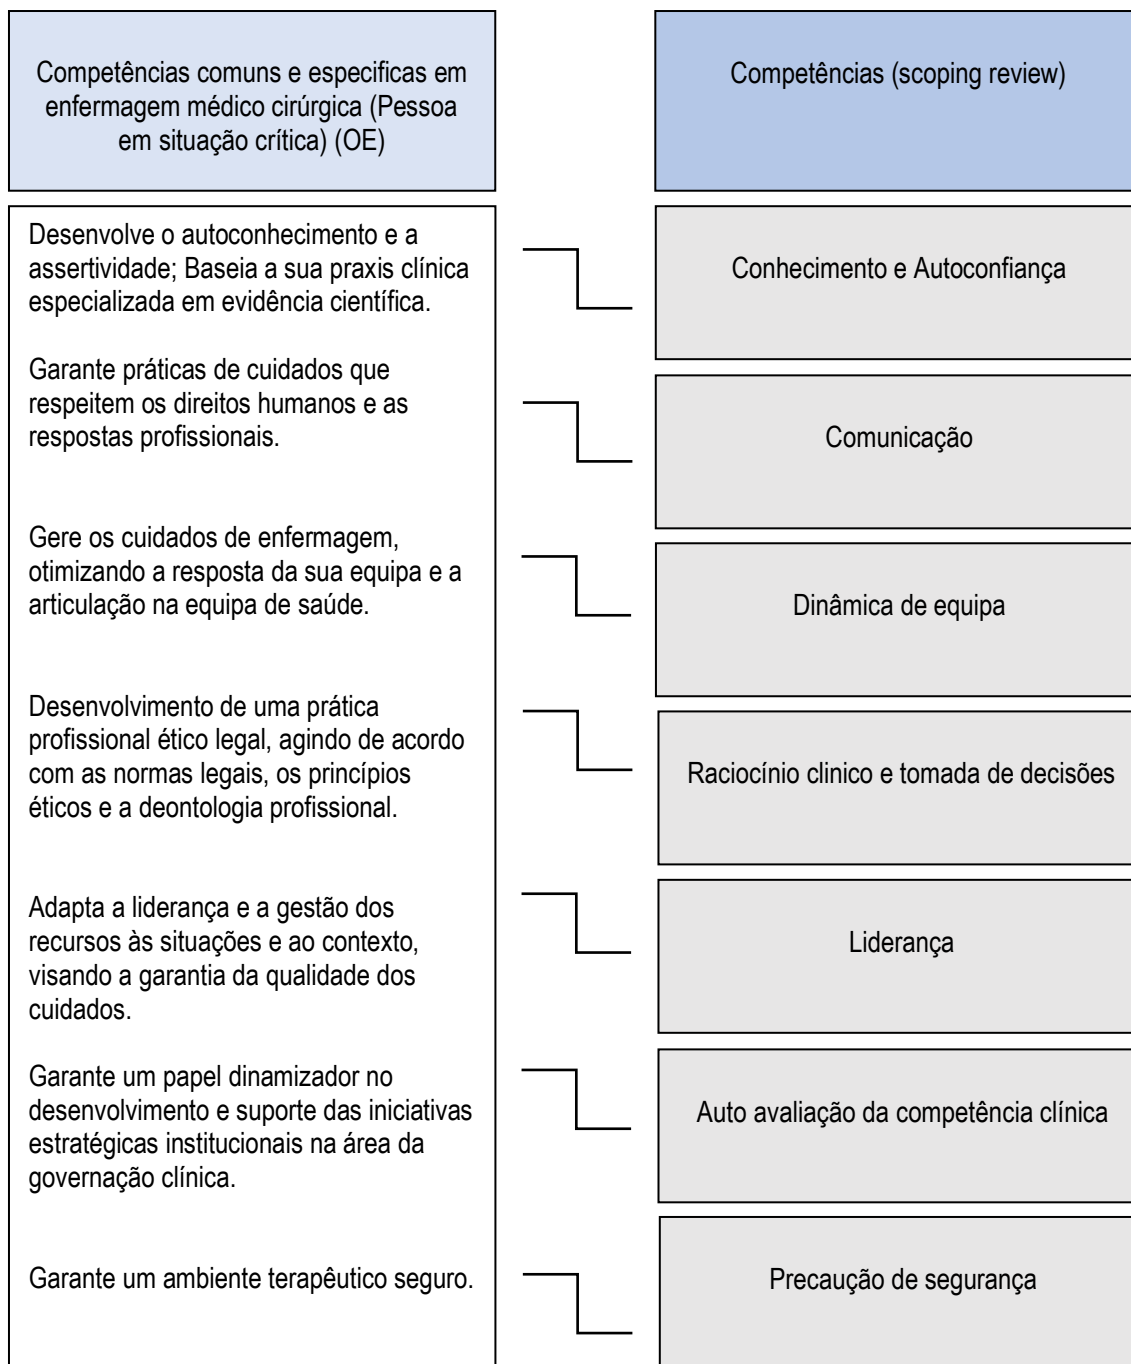 Competências comuns e especificas em
enfermagem médico cirúrgica (Pessoa
em situação crítica) (OE)
Competências (scoping review)
Desenvolve o autoconhecimento e a
assertividade; Baseia a sua praxis clínica
especializada em evidência científica.
Conhecimento e Autoconfiança
Garante práticas de cuidados que
respeitem os direitos humanos e as
respostas profissionais.
Comunicação
Gere os cuidados de enfermagem,
otimizando a resposta da sua equipa e a
articulação na equipa de saúde.
Dinâmica de equipa
Desenvolvimento de uma prática
profissional ético legal, agindo de acordo
com as normas legais, os princípios
éticos e a deontologia profissional.
Raciocínio clinico e tomada de decisões
Adapta a liderança e a gestão dos
recursos às situações e ao contexto,
visando a garantia da qualidade dos
cuidados.
Liderança
Garante um papel dinamizador no
desenvolvimento e suporte das iniciativas
estratégicas institucionais na área da
governação clínica.
Auto avaliação da competência clínica
Garante um ambiente terapêutico seguro.
Precaução de segurança